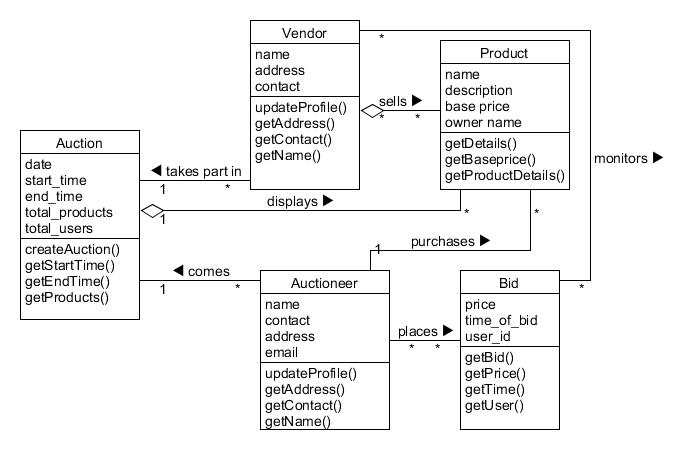 Vendor
name
address
contact
updateProfile()
getAddress()
getContact()
getName()
*
Product
name
description
base price
owner name
getDetails()
getBaseprice()
getProductDetails()
sells ▶
* *
monitors ▶
Auction
date
start_time
end_time
total_products
total_users
createAuction()
getStartTime()
getEndTime()
getProducts()
◀ takes part in
1 *
displays ▶
1 *
*
purchases ▶
1
◀ comes
1 *
Auctioneer
name
contact
address
email
updateProfile()
getAddress()
getContact()
getName()
places ▶
* *
Bid
price
time_of_bid
user_id
getBid()
getPrice()
getTime()
getUser()
*